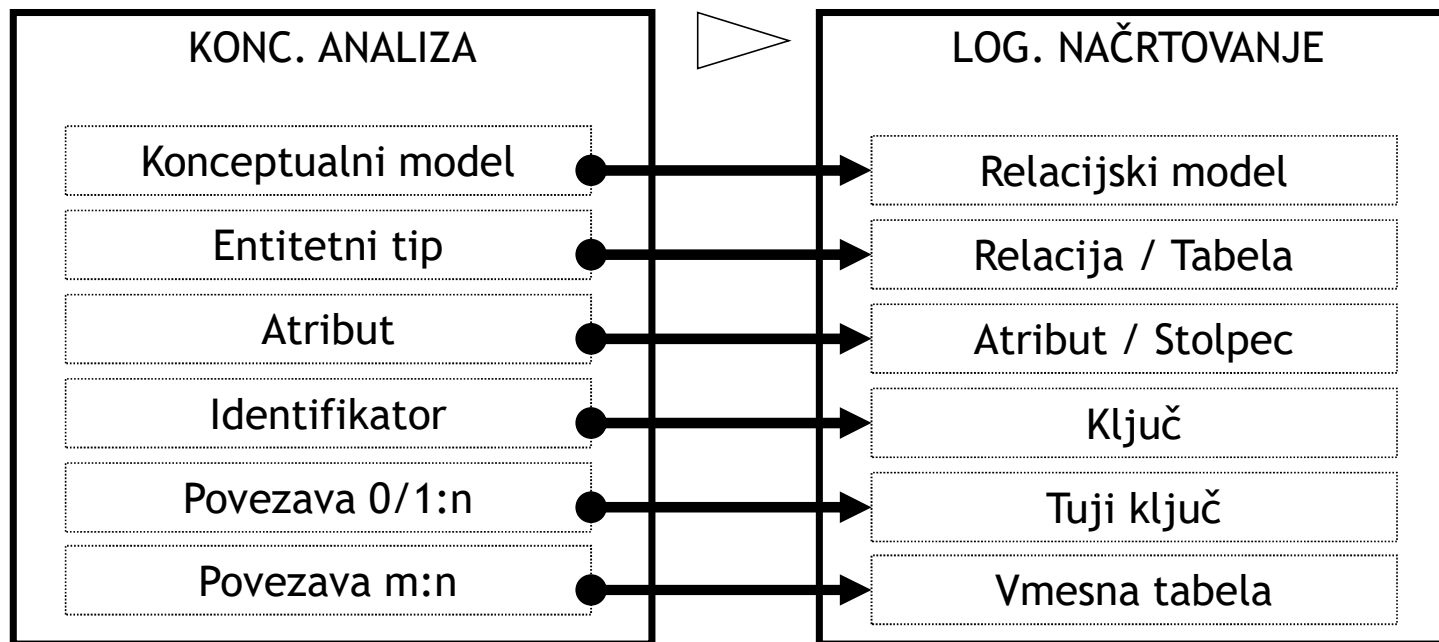 KONC. ANALIZA
Konceptualni model
Entitetni tip
Atribut
Identifikator
Povezava 0/1:n
Povezava m:n
LOG. NAČRTOVANJE
Relacijski model
Relacija / Tabela
Atribut / Stolpec
Ključ
Tuji ključ
Vmesna tabela